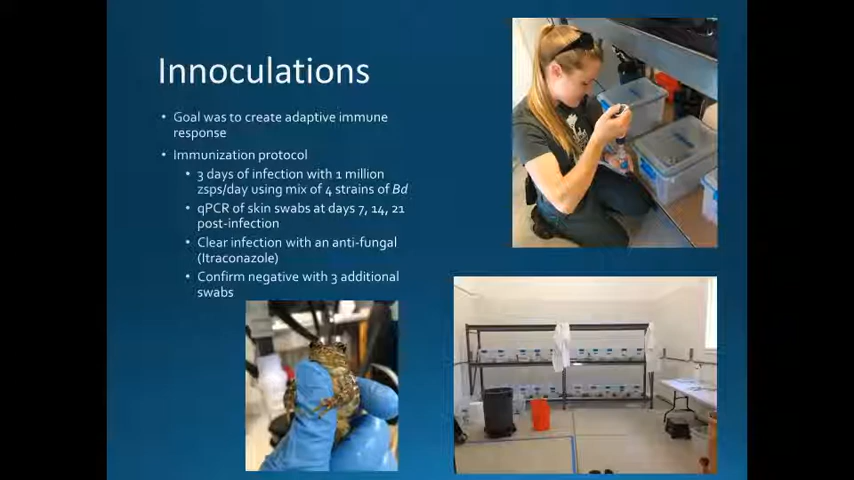 Innoculations
• Goal was to create adaptive immune
response
• Immunization protocol
• 3 days of infection with 1 million
zsps/day using mix of 4 strains of Bd
• qPCR of skin swabs at days 7, 14, 21
post-infection
• Clear infection with an anti-fungal
(Itraconazole)
• Confirm negative with 3 additional
swabs